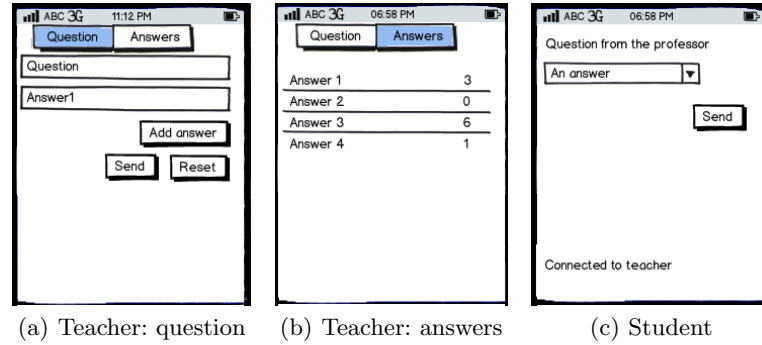 ABC 3G 11:12 PM
Question Answers
Question
Answer1
Add answer
Send Reset
(a) Teacher: question
ABC 3G 06:58 PM
Question Answers
Answer 1 3
Answer 2 0
Answer 3 6
Answer 4 1
(b) Teacher: answers
ABC 3G 06:58 PM
Question from the professor
An answer
Send
Connected to teacher
(c) Student